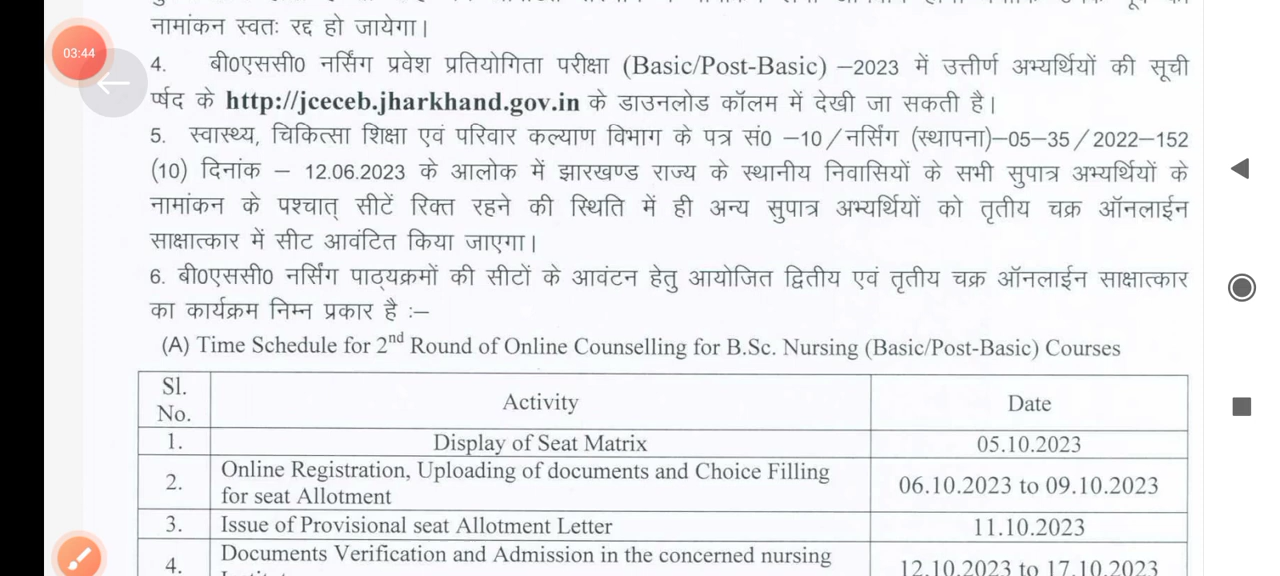 नामांकन स्वतः रद्द हो जायेगा।
03:44
4. बी0एससी0 नर्सिंग प्रवेश प्रतियोगिता परीक्षा (Basic/Post-Basic) –2023 में उत्तीर्ण अभ्यर्थियों की सूची
र्षद के http://jceceb.jharkhand.gov.in के डाउनलोड कॉलम में देखी जा सकती है।
5. स्वास्थ्य, चिकित्सा शिक्षा एवं परिवार कल्याण विभाग के पत्र सं0 –10/नर्सिंग (स्थापना)–05–35/2022–152
(10) दिनांक – 12.06.2023 के आलोक में झारखण्ड राज्य के स्थानीय निवासियों के सभी सुपात्र अभ्यर्थियों के
नामांकन के पश्चात् सीटें रिक्त रहने की स्थिति में ही अन्य सुपात्र अभ्यर्थियों को तृतीय चक्र ऑनलाईन
साक्षात्कार में सीट आवंटित किया जाएगा।
6. बी0एससी0 नर्सिंग पाठ्यक्रमों की सीटों के आवंटन हेतु आयोजित द्वितीय एवं तृतीय चक्र ऑनलाईन साक्षात्कार
का कार्यक्रम निम्न प्रकार है :–
(A) Time Schedule for 2nd Round of Online Counselling for B.Sc. Nursing (Basic/Post-Basic) Courses
Sl. No. Activity Date
1. Display of Seat Matrix 05.10.2023
2. Online Registration, Uploading of documents and Choice Filling
for seat Allotment 06.10.2023 to 09.10.2023
3. Issue of Provisional seat Allotment Letter 11.10.2023
4. Documents Verification and Admission in the concerned nursing
12.10.2023 to 17.10.2023